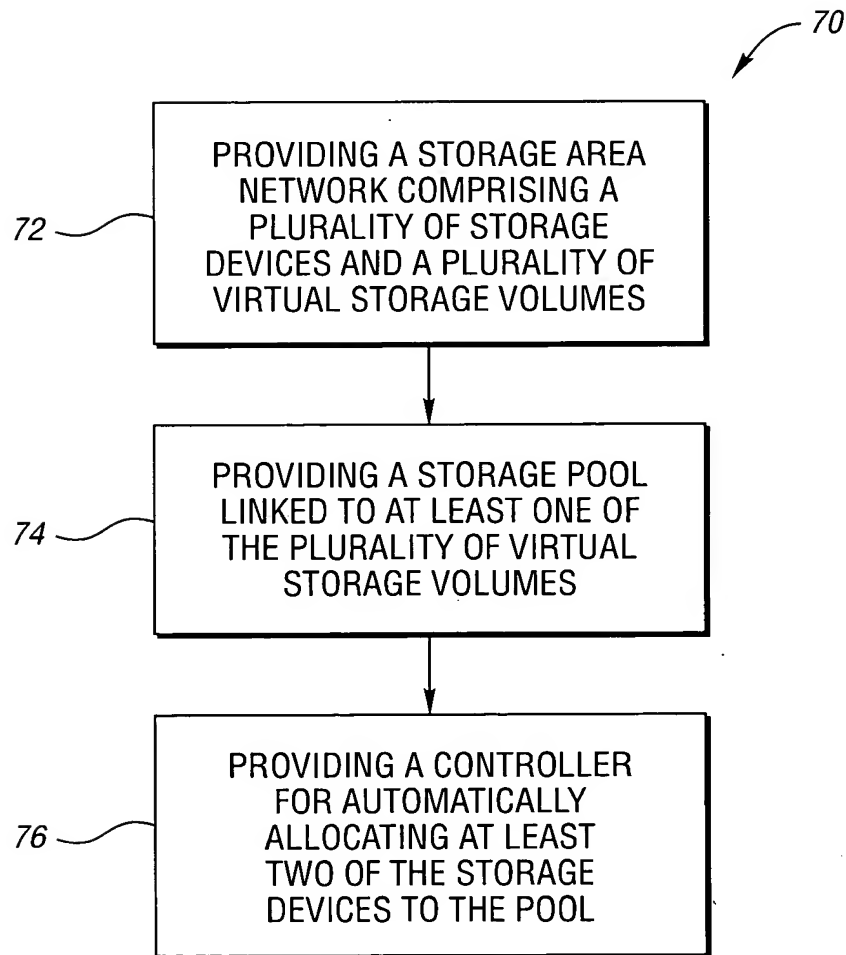 70
PROVIDING A STORAGE AREA
NETWORK COMPRISING A
PLURALITY OF STORAGE
DEVICES AND A PLURALITY OF
VIRTUAL STORAGE VOLUMES
72
PROVIDING A STORAGE POOL
LINKED TO AT LEAST ONE OF
THE PLURALITY OF VIRTUAL
STORAGE VOLUMES
74
PROVIDING A CONTROLLER
FOR AUTOMATICALLY
ALLOCATING AT LEAST
TWO OF THE STORAGE
DEVICES TO THE POOL
76